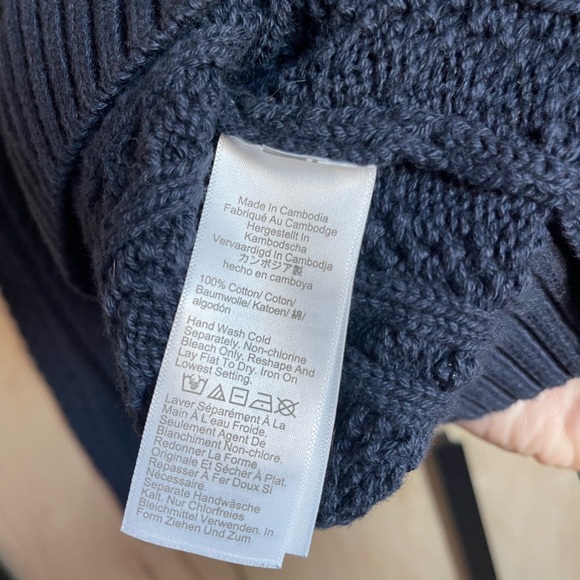 Made In Cambodia
Fabriqué Au Cambodge
Hergestellt In
Kambodscha
Vervaardigd In Cambodja
カンボジア製
hecho en camboya
100% Cotton/ Coton/
Baumwolle/ Katoen/ 綿/
algodón
Hand Wash Cold
Separately. Non-chlorine
Bleach Only. Reshape And
Lay Flat To Dry. Iron On
Lowest Setting.
Laver Séparément À La
Main À L'eau Froide.
Seulement Agent De
Blanchiment Non-chlor.
Redonner La Forme
Originale Et Sécher À Plat.
Repasser À Fer Doux Si
Nécessaire.
Separate Handwäsche
Kalt. Nur Chlorfreies
Bleichmittel Verwenden. In
Form Ziehen Und Zum